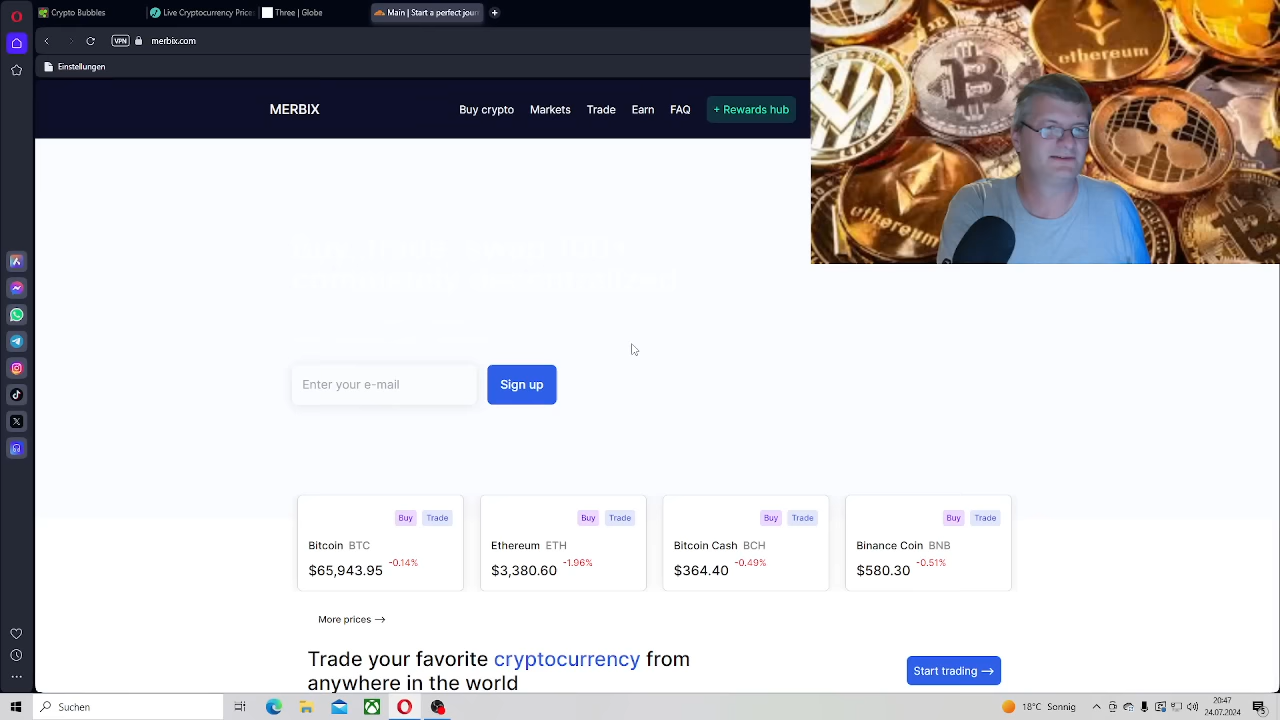 Crypto Bubbles
Live Cryptocurrency Price
Three | Globe
Main | Start a perfect jour
VPN
merbix.com
Einstellungen
MERBIX
Buy crypto
Markets
Trade
Earn
FAQ
+ Rewards hub
ethereum
ethereum
Enter your e-mail
Sign up
Buy Trade
Bitcoin BTC
$65,943.95 -0.14%
Buy Trade
Ethereum ETH
$3,380.60 -1.96%
Buy Trade
Bitcoin Cash BCH
$364.40 -0.49%
Buy Trade
Binance Coin BNB
$580.30 -0.51%
More prices →
Trade your favorite cryptocurrency from
anywhere in the world
Start trading →
Suchen
18°C Sonnig
20:47
24.07.2024